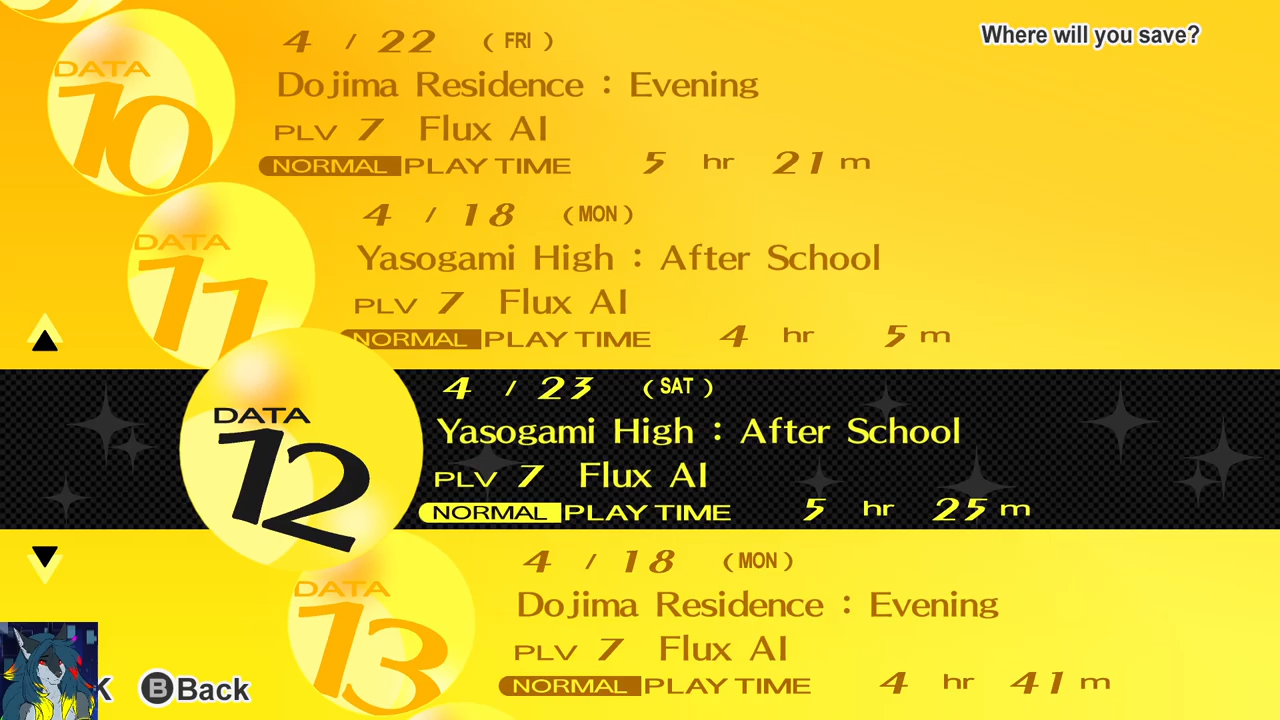 Where will you save?
DATA 10
4 / 22 (FRI)
Dojima Residence : Evening
PLV 7 Flux AI
NORMAL PLAY TIME 5 hr 21 m
DATA 11
4 / 18 (MON)
Yasogami High : After School
PLV 7 Flux AI
NORMAL PLAY TIME 4 hr 5 m
DATA 12
4 / 23 (SAT)
Yasogami High : After School
PLV 7 Flux AI
NORMAL PLAY TIME 5 hr 25 m
DATA 13
4 / 18 (MON)
Dojima Residence : Evening
PLV 7 Flux AI
NORMAL PLAY TIME 4 hr 41 m
B Back